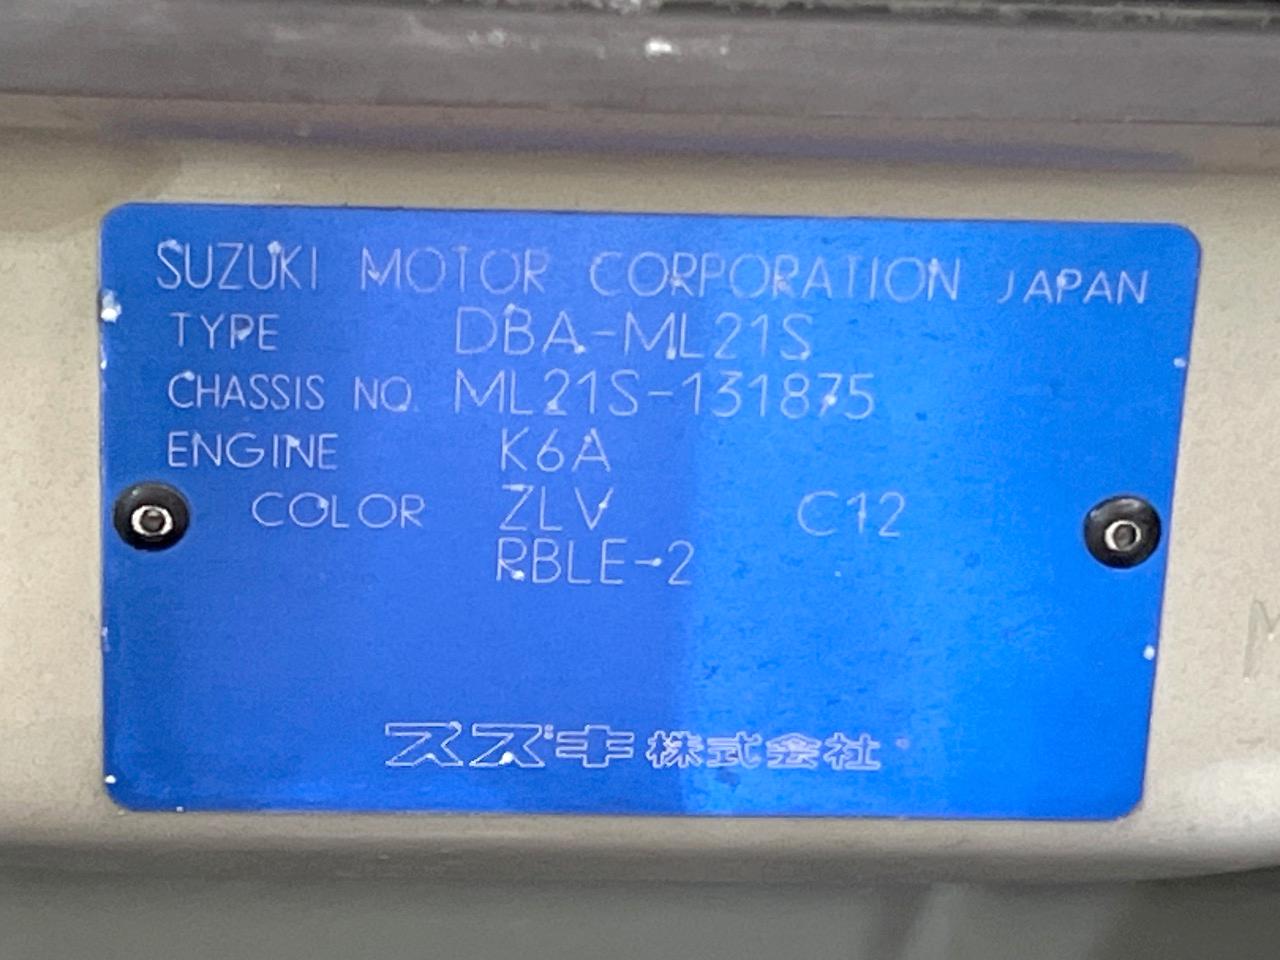 SUZUKI MOTOR CORPORATION JAPAN
TYPE DBA-ML21S
CHASSIS NO. ML21S-131875
ENGINE K6A
COLOR ZLV C12
RBLE-2
スズキ株式会社